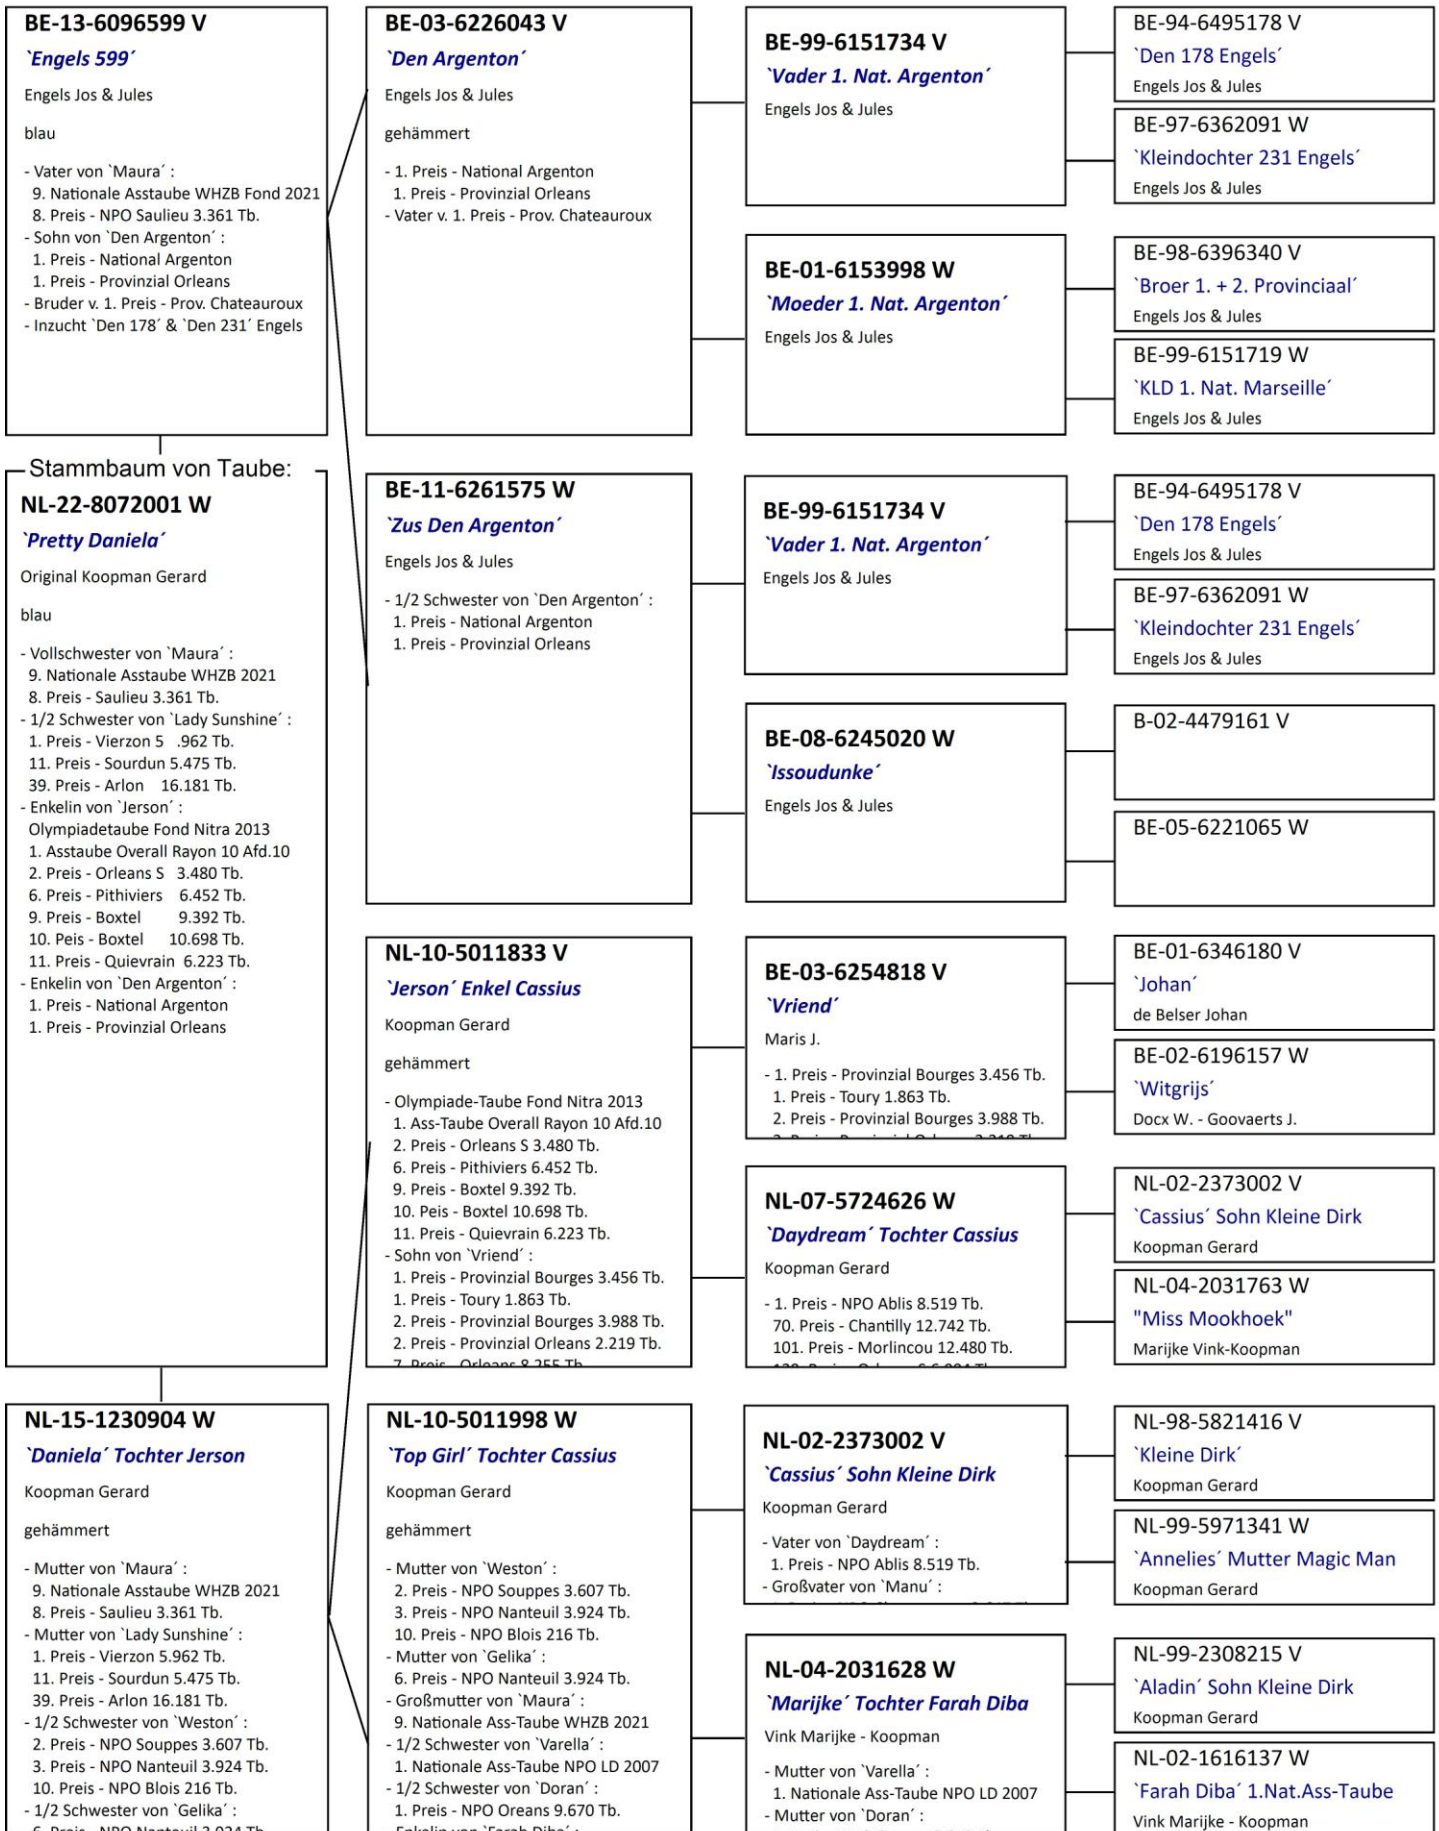 BE-13-6096599 V
`Engels 599´
Engels Jos & Jules
blau
- Vater von `Maura´ :
9. Nationale Asstaube WHZB Fond 2021
8. Preis - NPO Saulieu 3.361 Tb.
- Sohn von `Den Argenton´ :
1. Preis - National Argenton
1. Preis - Provinzial Orleans
- Bruder v. 1. Preis - Prov. Chateauroux
- Inzucht `Den 178´ & `Den 231´ Engels
Stammbaum von Taube:
NL-22-8072001 W
`Pretty Daniela´
Original Koopman Gerard
blau
- Vollschwester von `Maura´ :
9. Nationale Asstaube WHZB 2021
8. Preis - Saulieu 3.361 Tb.
- 1/2 Schwester von `Lady Sunshine´ :
1. Preis - Vierzon 5 .962 Tb.
11. Preis - Sourdun 5.475 Tb.
39. Preis - Arlon 16.181 Tb.
- Enkelin von `Jerson´ :
Olympiadetaube Fond Nitra 2013
1. Asstaube Overall Rayon 10 Afd.10
2. Preis - Orleans S 3.480 Tb.
6. Preis - Pithiviers 6.452 Tb.
9. Preis - Boxtel 9.392 Tb.
10. Peis - Boxtel 10.698 Tb.
11. Preis - Quievrain 6.223 Tb.
- Enkelin von `Den Argenton´ :
1. Preis - National Argenton
1. Preis - Provinzial Orleans
NL-15-1230904 W
`Daniela´ Tochter Jerson
Koopman Gerard
gehämmert
- Mutter von `Maura´ :
9. Nationale Asstaube WHZB 2021
8. Preis - Saulieu 3.361 Tb.
- Mutter von `Lady Sunshine´ :
1. Preis - Vierzon 5.962 Tb.
11. Preis - Sourdun 5.475 Tb.
39. Preis - Arlon 16.181 Tb.
- 1/2 Schwester von `Weston´ :
2. Preis - NPO Souppes 3.607 Tb.
3. Preis - NPO Nanteuil 3.924 Tb.
10. Preis - NPO Blois 216 Tb.
- 1/2 Schwester von `Gelika´ :
6. Preis - NPO Nanteuil 3.924 Tb.
BE-03-6226043 V
`Den Argenton´
Engels Jos & Jules
gehämmert
- 1. Preis - National Argenton
1. Preis - Provinzial Orleans
- Vater v. 1. Preis - Prov. Chateauroux
BE-11-6261575 W
`Zus Den Argenton´
Engels Jos & Jules
- 1/2 Schwester von `Den Argenton´ :
1. Preis - National Argenton
1. Preis - Provinzial Orleans
NL-10-5011833 V
`Jerson´ Enkel Cassius
Koopman Gerard
gehämmert
- Olympiade-Taube Fond Nitra 2013
1. Ass-Taube Overall Rayon 10 Afd.10
2. Preis - Orleans S 3.480 Tb.
6. Preis - Pithiviers 6.452 Tb.
9. Preis - Boxtel 9.392 Tb.
10. Peis - Boxtel 10.698 Tb.
11. Preis - Quievrain 6.223 Tb.
- Sohn von `Vriend´ :
1. Preis - Provinzial Bourges 3.456 Tb.
1. Preis - Toury 1.863 Tb.
2. Preis - Provinzial Bourges 3.988 Tb.
2. Preis - Provinzial Orleans 2.219 Tb.
7. Preis - Orleans 8.255 Tb.
NL-10-5011998 W
`Top Girl´ Tochter Cassius
Koopman Gerard
gehämmert
- Mutter von `Weston´ :
2. Preis - NPO Souppes 3.607 Tb.
3. Preis - NPO Nanteuil 3.924 Tb.
10. Preis - NPO Blois 216 Tb.
- Mutter von `Gelika´ :
6. Preis - NPO Nanteuil 3.924 Tb.
- Großmutter von `Maura´ :
9. Nationale Ass-Taube WHZB 2021
- 1/2 Schwester von `Varella´ :
1. Nationale Ass-Taube NPO LD 2007
- 1/2 Schwester von `Doran´ :
1. Preis - NPO Oreans 9.670 Tb.
- Enkelin von `Farah Diba´ :
BE-99-6151734 V
`Vader 1. Nat. Argenton´
Engels Jos & Jules
BE-01-6153998 W
`Moeder 1. Nat. Argenton´
Engels Jos & Jules
BE-99-6151734 V
`Vader 1. Nat. Argenton´
Engels Jos & Jules
BE-08-6245020 W
`Issoudunke´
Engels Jos & Jules
BE-03-6254818 V
`Vriend´
Maris J.
- 1. Preis - Provinzial Bourges 3.456 Tb.
1. Preis - Toury 1.863 Tb.
2. Preis - Provinzial Bourges 3.988 Tb.
NL-07-5724626 W
`Daydream´ Tochter Cassius
Koopman Gerard
- 1. Preis - NPO Ablis 8.519 Tb.
70. Preis - Chantilly 12.742 Tb.
101. Preis - Morlincou 12.480 Tb.
NL-02-2373002 V
`Cassius´ Sohn Kleine Dirk
Koopman Gerard
- Vater von `Daydream´ :
1. Preis - NPO Ablis 8.519 Tb.
- Großvater von `Manu´ :
NL-04-2031628 W
`Marijke´ Tochter Farah Diba
Vink Marijke - Koopman
- Mutter von `Varella´ :
1. Nationale Ass-Taube NPO LD 2007
- Mutter von `Doran´ :
BE-94-6495178 V
`Den 178 Engels´
Engels Jos & Jules
BE-97-6362091 W
`Kleindochter 231 Engels´
Engels Jos & Jules
BE-98-6396340 V
`Broer 1. + 2. Provinciaal´
Engels Jos & Jules
BE-99-6151719 W
`KLD 1. Nat. Marseille´
Engels Jos & Jules
BE-94-6495178 V
`Den 178 Engels´
Engels Jos & Jules
BE-97-6362091 W
`Kleindochter 231 Engels´
Engels Jos & Jules
B-02-4479161 V
BE-05-6221065 W
BE-01-6346180 V
`Johan´
de Belser Johan
BE-02-6196157 W
`Witgrijs´
Docx W. - Goovaerts J.
NL-02-2373002 V
`Cassius´ Sohn Kleine Dirk
Koopman Gerard
NL-04-2031763 W
"Miss Mookhoek"
Marijke Vink-Koopman
NL-98-5821416 V
`Kleine Dirk´
Koopman Gerard
NL-99-5971341 W
`Annelies´ Mutter Magic Man
Koopman Gerard
NL-99-2308215 V
`Aladin´ Sohn Kleine Dirk
Koopman Gerard
NL-02-1616137 W
`Farah Diba´ 1.Nat.Ass-Taube
Vink Marijke - Koopman